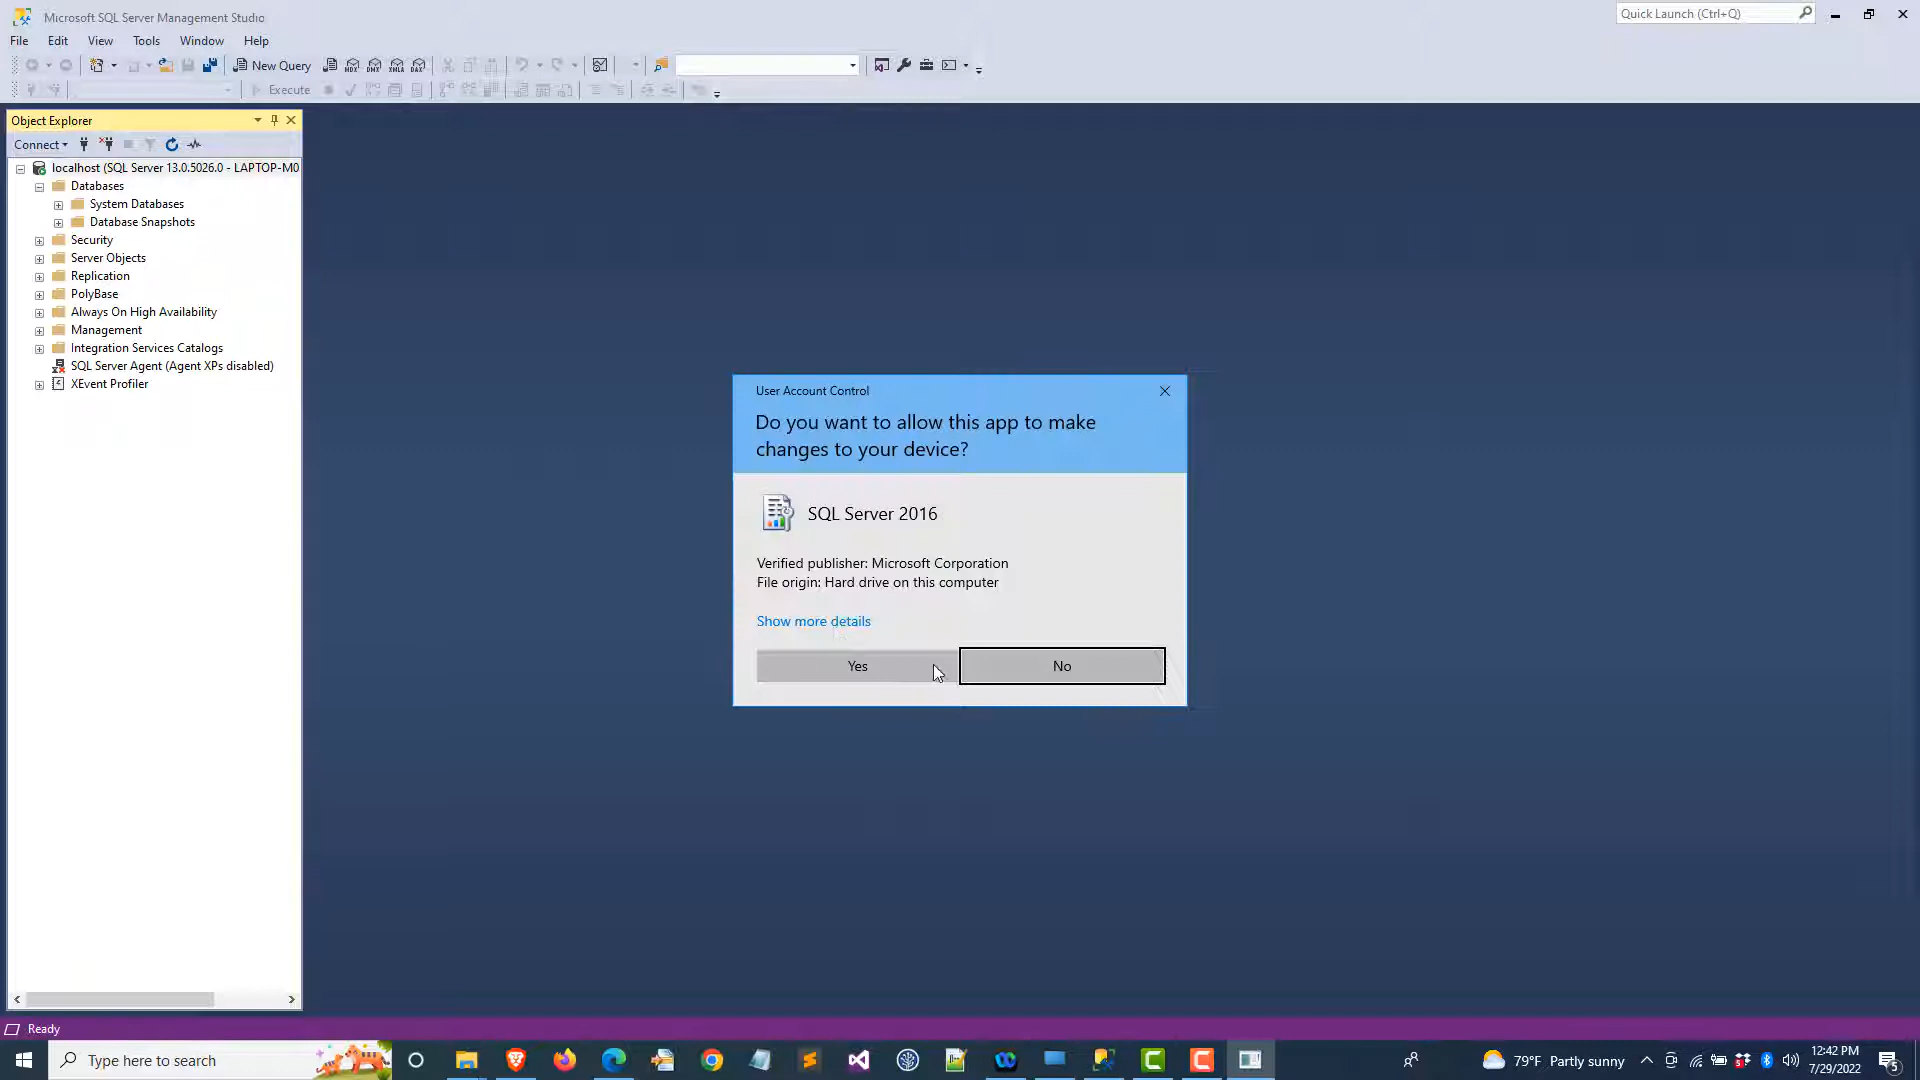 Microsoft SQL Server Management Studio
Quick Launch (Ctrl+Q)
File Edit View Tools Window Help
New Query
MDX DMX XMLA DAX
Execute
Object Explorer
Connect
localhost (SQL Server 13.0.5026.0 - LAPTOP-M0
Databases
System Databases
Database Snapshots
Security
Server Objects
Replication
PolyBase
Always On High Availability
Management
Integration Services Catalogs
SQL Server Agent (Agent XPs disabled)
XEvent Profiler
User Account Control
Do you want to allow this app to make
changes to your device?
SQL Server 2016
Verified publisher: Microsoft Corporation
File origin: Hard drive on this computer
Show more details
Yes No
Ready
Type here to search
79°F Partly sunny
12:42 PM
7/29/2022
5